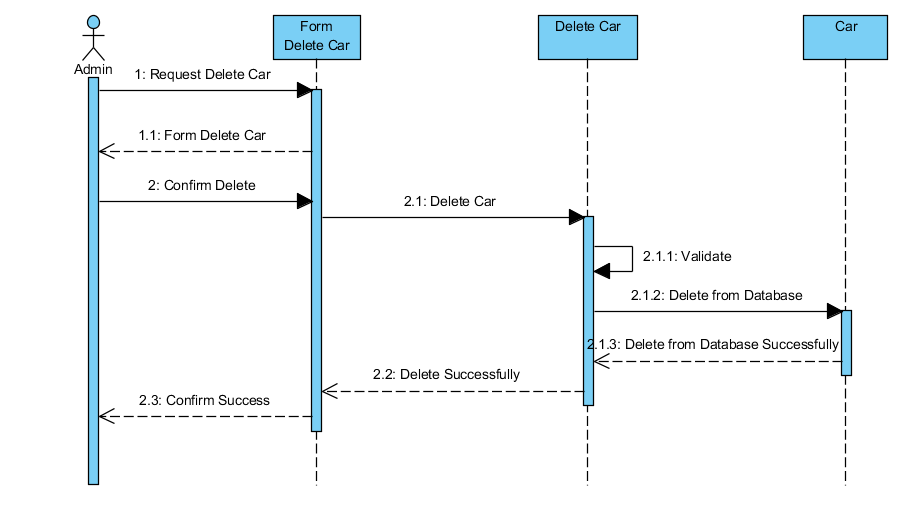 Form
Delete Car
Delete Car
Car
Admin
1: Request Delete Car
1.1: Form Delete Car
2: Confirm Delete
2.1: Delete Car
2.1.1: Validate
2.1.2: Delete from Database
2.1.3: Delete from Database Successfully
2.2: Delete Successfully
2.3: Confirm Success